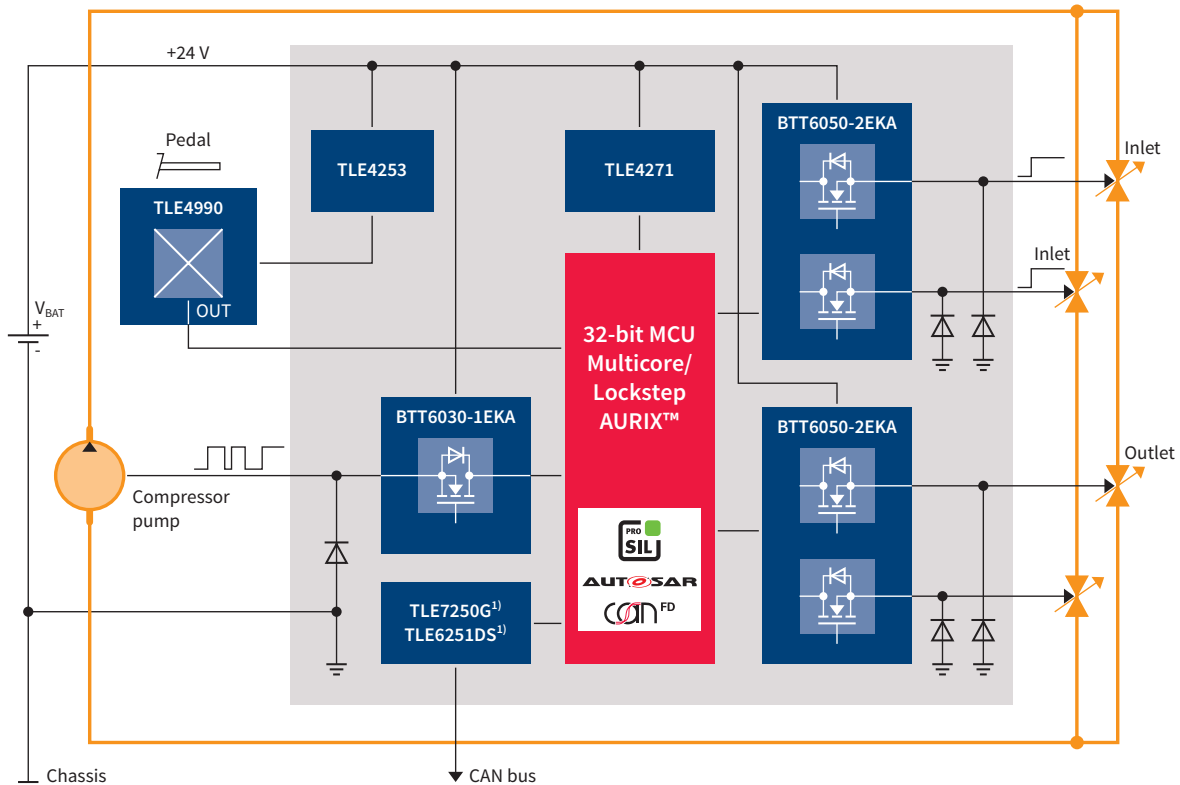 +24 V
BTT6050-2EKA
Pedal
TLE4253
TLE4271
Inlet
TLE4990
Inlet
OUT
VBAT
+
-
32-bit MCU
Multicore/
Lockstep
AURIX™
BTT6030-1EKA
BTT6050-2EKA
Outlet
Compressor
pump
PRO
SIL
AUTOSAR
CAN FD
TLE7250G1)
TLE6251DS1)
Chassis
CAN bus